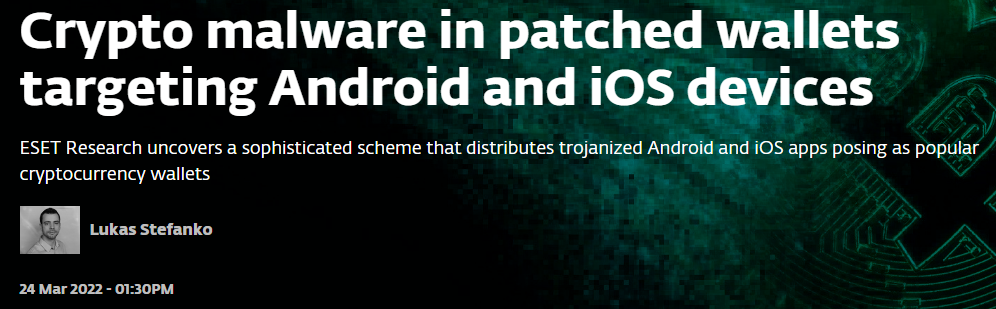 Crypto malware in patched wallets
targeting Android and iOS devices
ESET Research uncovers a sophisticated scheme that distributes trojanized Android and iOS apps posing as popular
cryptocurrency wallets
Lukas Stefanko
24 Mar 2022 - 01:30PM